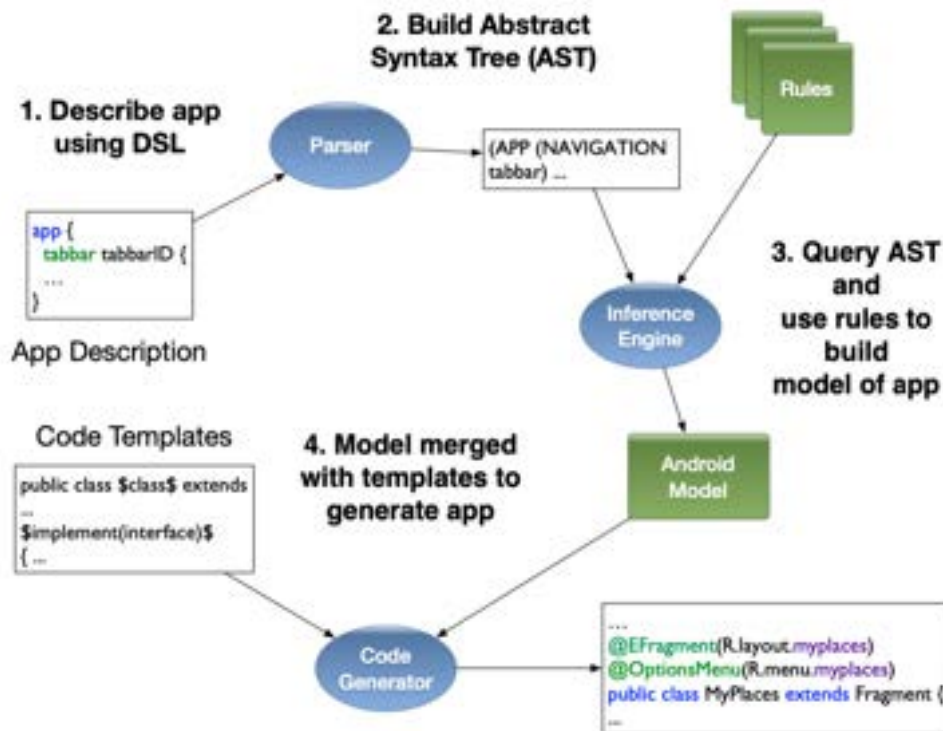 2. Build Abstract
Syntax Tree (AST)
Rules
1. Describe app
using DSL
Parser
(APP (NAVIGATION
tabbar) ...
app {
tabbar tabbarID {
...
}
App Description
3. Query AST
and
use rules to
build
model of app
Inference
Engine
Code Templates
public class $class$ extends
...
$implement(interface)$
{ ...
4. Model merged
with templates to
generate app
Android
Model
Code
Generator
...
@EFragment(R.layout.myplaces)
@OptionsMenu(R.menu.myplaces)
public class MyPlaces extends Fragment {
...